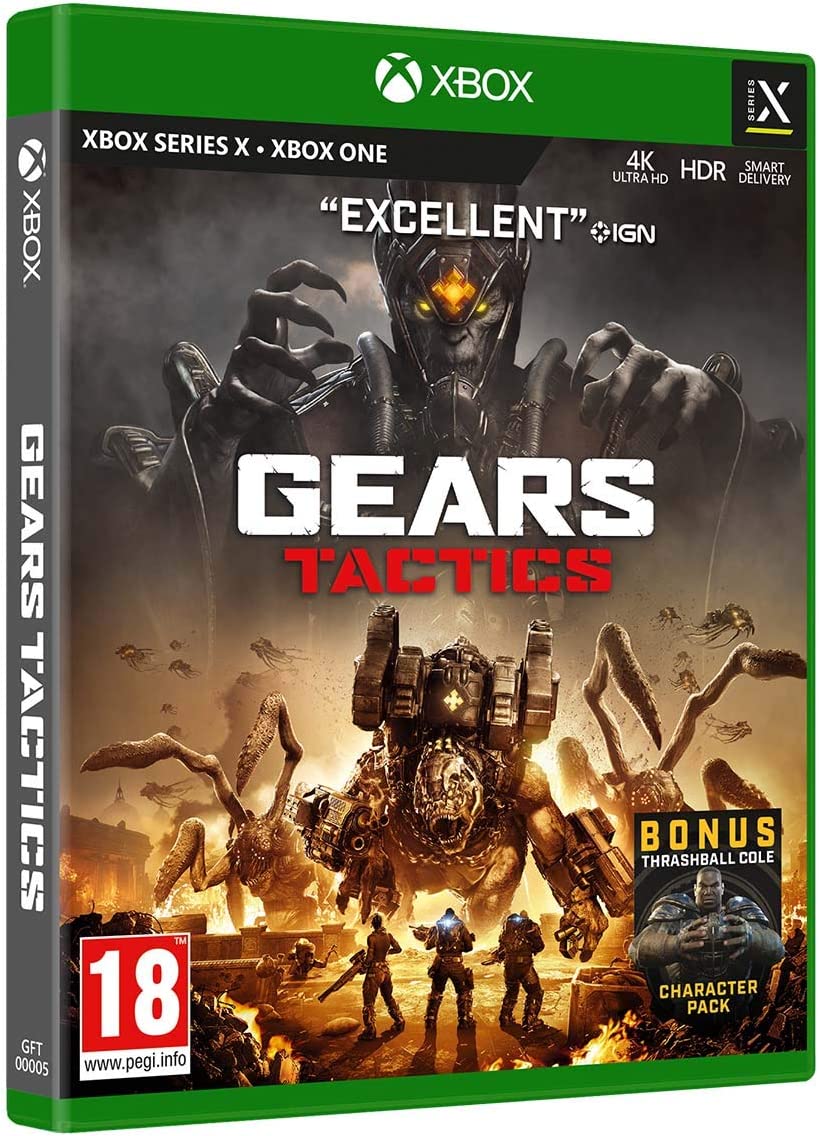 XBOX
SERIES X
XBOX SERIES X • XBOX ONE
4K
ULTRA HD
HDR
SMART
DELIVERY
"EXCELLENT" IGN
GEARS
TACTICS
BONUS
THRASHBALL COLE
CHARACTER
PACK
18™
www.pegi.info
XBOX
GEARS TACTICS
GFT
00005